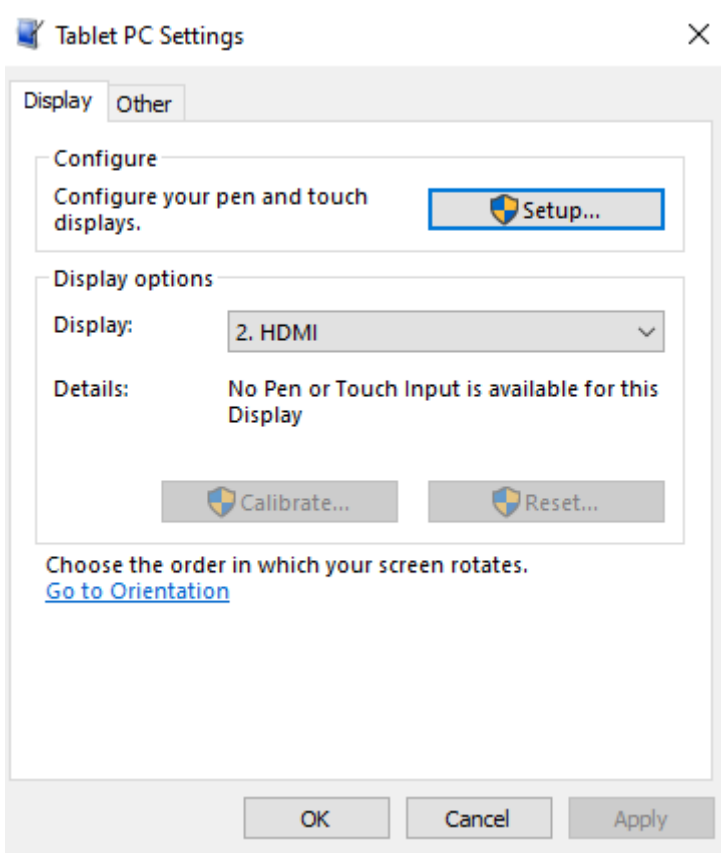 Tablet PC Settings
Display
Other
Configure
Configure your pen and touch
displays.
Setup...
Display options
Display:
2. HDMI
Details:
No Pen or Touch Input is available for this
Display
Calibrate...
Reset...
Choose the order in which your screen rotates.
Go to Orientation
OK
Cancel
Apply